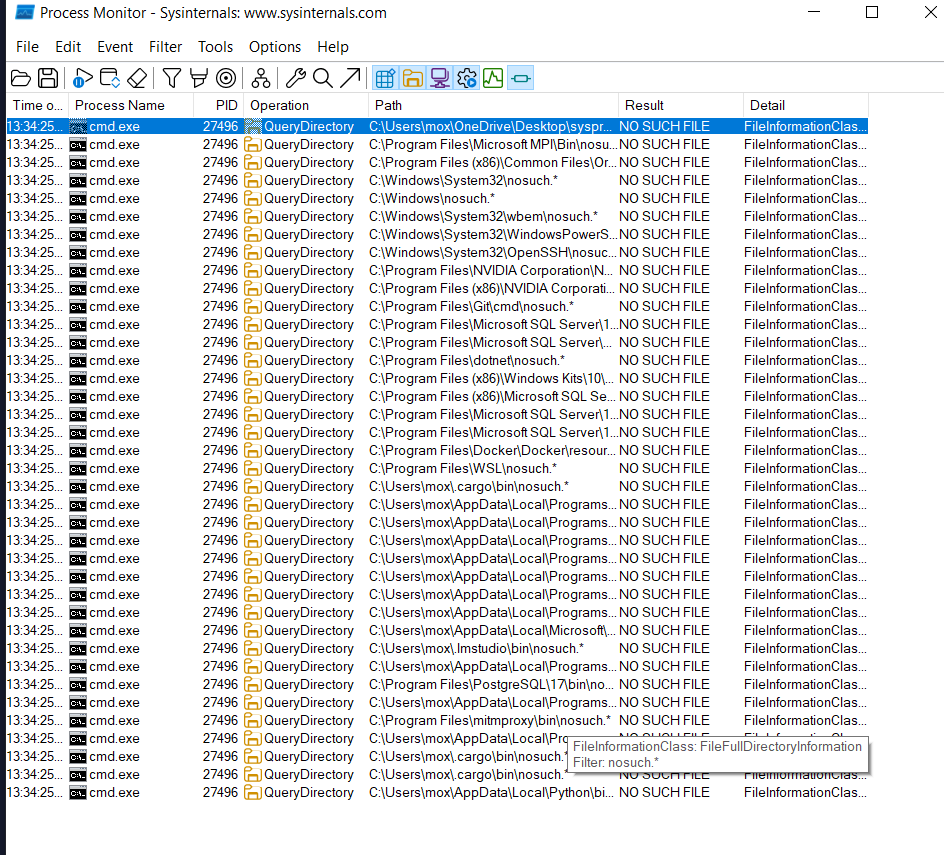 Process Monitor - Sysinternals: www.sysinternals.com
File Edit Event Filter Tools Options Help
Time o... Process Name PID Operation Path Result Detail
13:34:25... cmd.exe 27496 QueryDirectory C:\Users\mox\OneDrive\Desktop\syspr... NO SUCH FILE FileInformationClas...
13:34:25... cmd.exe 27496 QueryDirectory C:\Program Files\Microsoft MPI\Bin\nosu... NO SUCH FILE FileInformationClas...
13:34:25... cmd.exe 27496 QueryDirectory C:\Program Files (x86)\Common Files\Or... NO SUCH FILE FileInformationClas...
13:34:25... cmd.exe 27496 QueryDirectory C:\Windows\System32\nosuch.* NO SUCH FILE FileInformationClas...
13:34:25... cmd.exe 27496 QueryDirectory C:\Windows\nosuch.* NO SUCH FILE FileInformationClas...
13:34:25... cmd.exe 27496 QueryDirectory C:\Windows\System32\wbem\nosuch.* NO SUCH FILE FileInformationClas...
13:34:25... cmd.exe 27496 QueryDirectory C:\Windows\System32\WindowsPowerS... NO SUCH FILE FileInformationClas...
13:34:25... cmd.exe 27496 QueryDirectory C:\Windows\System32\OpenSSH\nosuc... NO SUCH FILE FileInformationClas...
13:34:25... cmd.exe 27496 QueryDirectory C:\Program Files\NVIDIA Corporation\N... NO SUCH FILE FileInformationClas...
13:34:25... cmd.exe 27496 QueryDirectory C:\Program Files (x86)\NVIDIA Corporati... NO SUCH FILE FileInformationClas...
13:34:25... cmd.exe 27496 QueryDirectory C:\Program Files\Git\cmd\nosuch.* NO SUCH FILE FileInformationClas...
13:34:25... cmd.exe 27496 QueryDirectory C:\Program Files\Microsoft SQL Server\1... NO SUCH FILE FileInformationClas...
13:34:25... cmd.exe 27496 QueryDirectory C:\Program Files\Microsoft SQL Server\... NO SUCH FILE FileInformationClas...
13:34:25... cmd.exe 27496 QueryDirectory C:\Program Files\dotnet\nosuch.* NO SUCH FILE FileInformationClas...
13:34:25... cmd.exe 27496 QueryDirectory C:\Program Files (x86)\Windows Kits\10\... NO SUCH FILE FileInformationClas...
13:34:25... cmd.exe 27496 QueryDirectory C:\Program Files (x86)\Microsoft SQL Se... NO SUCH FILE FileInformationClas...
13:34:25... cmd.exe 27496 QueryDirectory C:\Program Files\Microsoft SQL Server\1... NO SUCH FILE FileInformationClas...
13:34:25... cmd.exe 27496 QueryDirectory C:\Program Files\Microsoft SQL Server\1... NO SUCH FILE FileInformationClas...
13:34:25... cmd.exe 27496 QueryDirectory C:\Program Files\Docker\Docker\resour... NO SUCH FILE FileInformationClas...
13:34:25... cmd.exe 27496 QueryDirectory C:\Program Files\WSL\nosuch.* NO SUCH FILE FileInformationClas...
13:34:25... cmd.exe 27496 QueryDirectory C:\Users\mox\.cargo\bin\nosuch.* NO SUCH FILE FileInformationClas...
13:34:25... cmd.exe 27496 QueryDirectory C:\Users\mox\AppData\Local\Programs... NO SUCH FILE FileInformationClas...
13:34:25... cmd.exe 27496 QueryDirectory C:\Users\mox\AppData\Local\Programs... NO SUCH FILE FileInformationClas...
13:34:25... cmd.exe 27496 QueryDirectory C:\Users\mox\AppData\Local\Programs... NO SUCH FILE FileInformationClas...
13:34:25... cmd.exe 27496 QueryDirectory C:\Users\mox\AppData\Local\Programs... NO SUCH FILE FileInformationClas...
13:34:25... cmd.exe 27496 QueryDirectory C:\Users\mox\AppData\Local\Programs... NO SUCH FILE FileInformationClas...
13:34:25... cmd.exe 27496 QueryDirectory C:\Users\mox\AppData\Local\Programs... NO SUCH FILE FileInformationClas...
13:34:25... cmd.exe 27496 QueryDirectory C:\Users\mox\AppData\Local\Programs... NO SUCH FILE FileInformationClas...
13:34:25... cmd.exe 27496 QueryDirectory C:\Users\mox\AppData\Local\Microsoft\... NO SUCH FILE FileInformationClas...
13:34:25... cmd.exe 27496 QueryDirectory C:\Users\mox\.lmstudio\bin\nosuch.* NO SUCH FILE FileInformationClas...
13:34:25... cmd.exe 27496 QueryDirectory C:\Users\mox\AppData\Local\Programs... NO SUCH FILE FileInformationClas...
13:34:25... cmd.exe 27496 QueryDirectory C:\Program Files\PostgreSQL\17\bin\no... NO SUCH FILE FileInformationClas...
13:34:25... cmd.exe 27496 QueryDirectory C:\Users\mox\AppData\Local\Programs... NO SUCH FILE FileInformationClas...
13:34:25... cmd.exe 27496 QueryDirectory C:\Program Files\mitmproxy\bin\nosuch.* NO SUCH FILE FileInformationClas...
13:34:25... cmd.exe 27496 QueryDirectory C:\Users\mox\AppData\Local\Pro
FileInformationClass: FileFullDirectoryInformation
13:34:25... cmd.exe 27496 QueryDirectory C:\Users\mox\.cargo\bin\nosuch.*
Filter: nosuch.*
13:34:25... cmd.exe 27496 QueryDirectory C:\Users\mox\.cargo\bin\nosuch.* NO SUCH FILE FileInformationClas...
13:34:25... cmd.exe 27496 QueryDirectory C:\Users\mox\AppData\Local\Python\bi... NO SUCH FILE FileInformationClas...